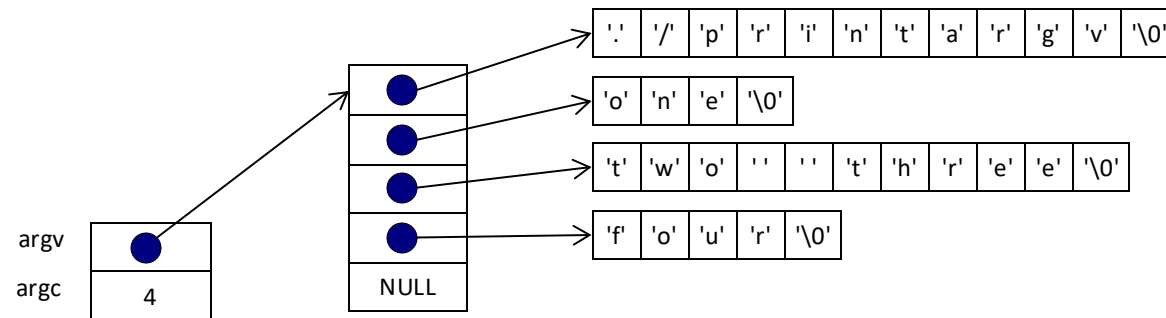 '.' '/' 'p' 'r' 'i' 'n' 't' 'a' 'r' 'g' 'v' '\0'
'o' 'n' 'e' '\0'
't' 'w' 'o' ' ' ' ' 't' 'h' 'r' 'e' 'e' '\0'
'f' 'o' 'u' 'r' '\0'
argv
argc 4
NULL